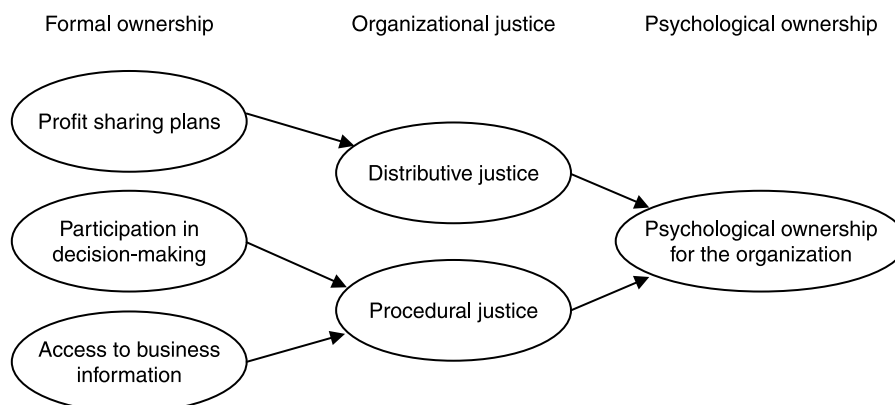 Formal ownership
Organizational justice
Psychological ownership
Profit sharing plans
Distributive justice
Participation in
decision-making
Psychological ownership
for the organization
Procedural justice
Access to business
information